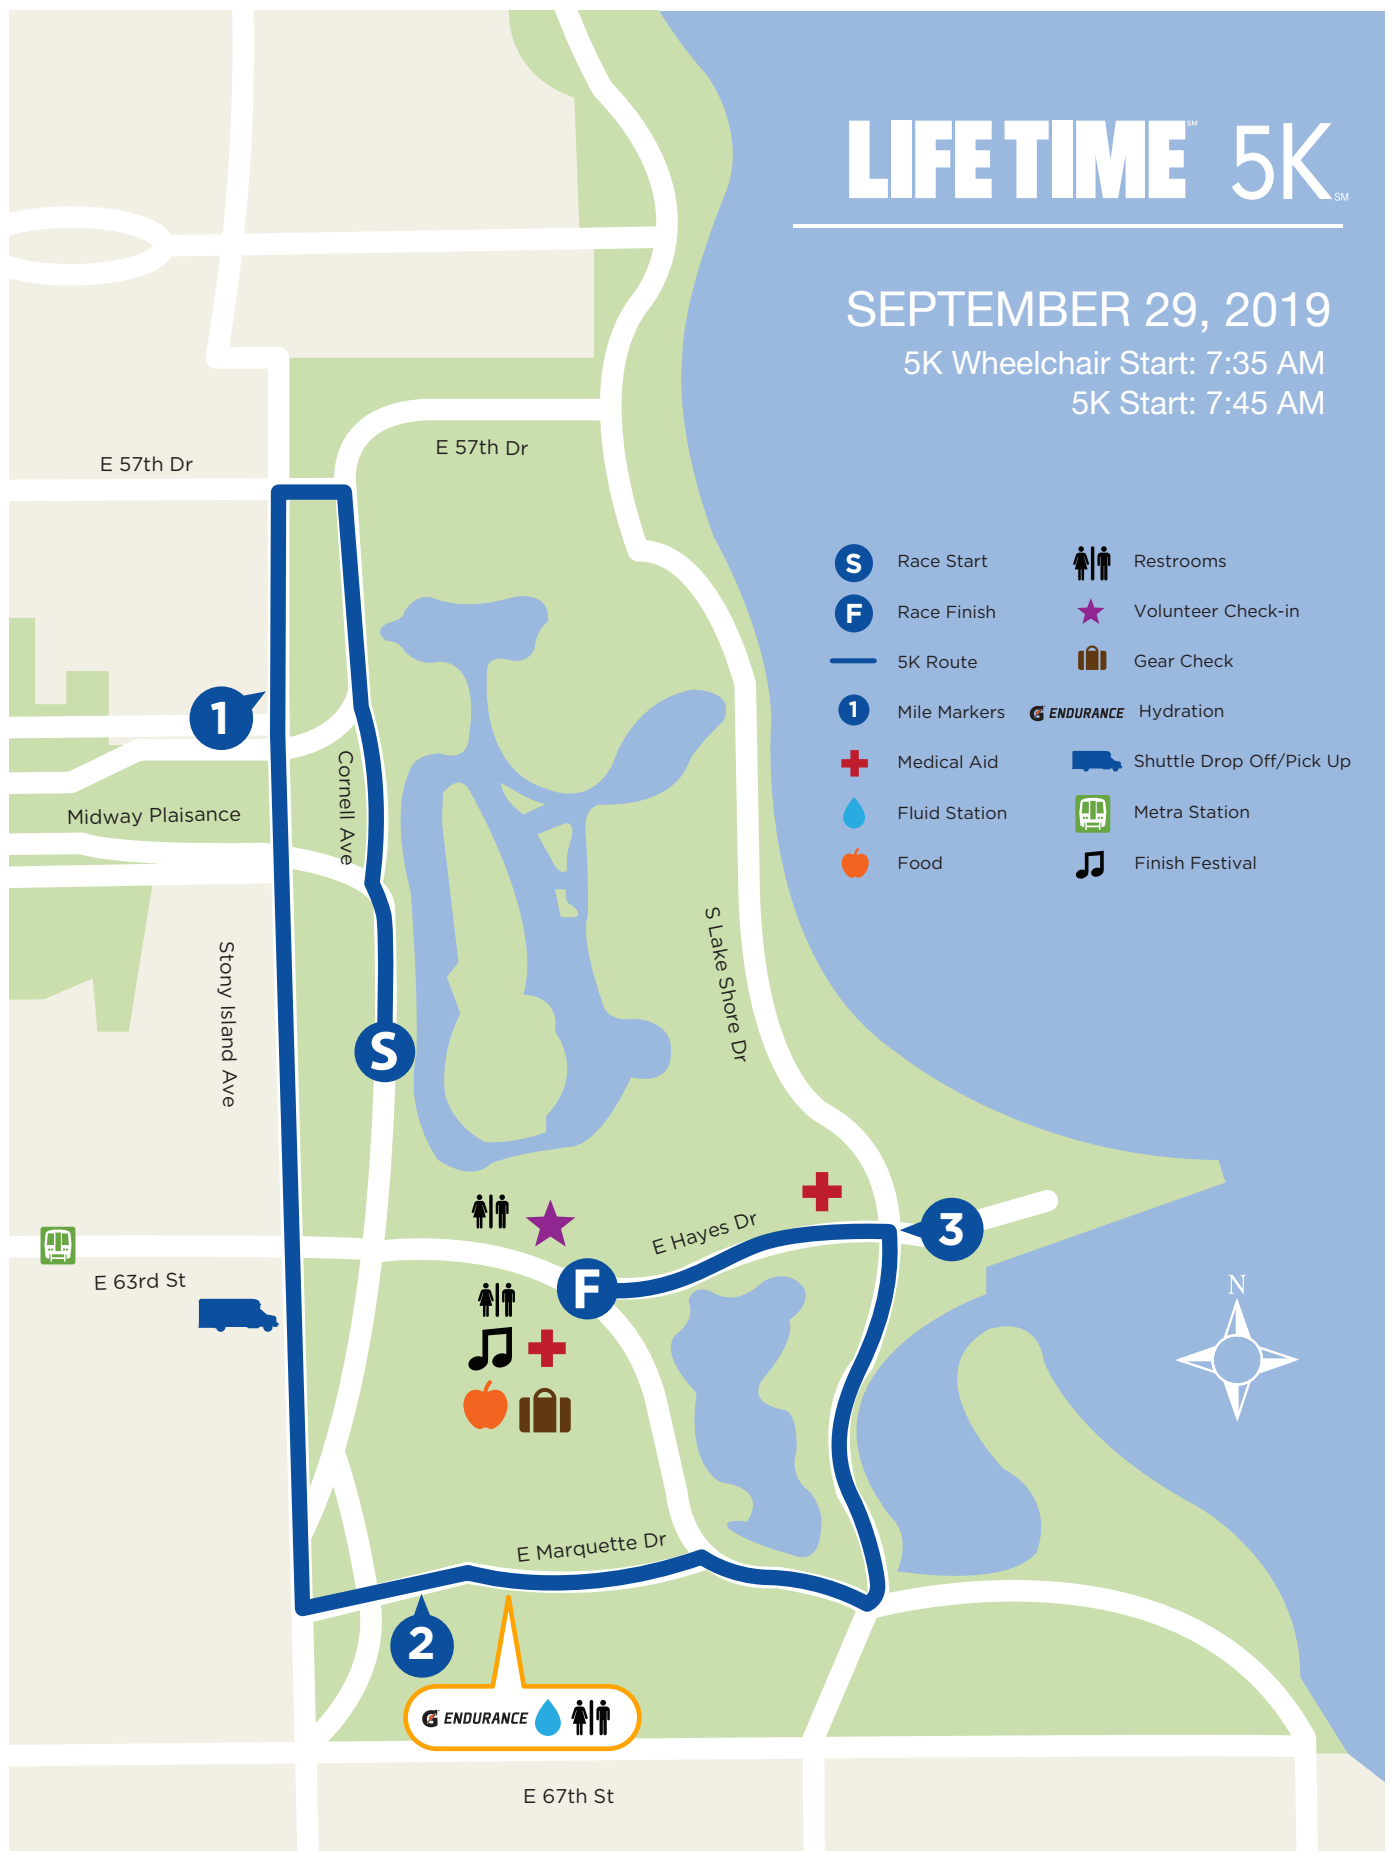 LIFE TIME℠ 5K℠
SEPTEMBER 29, 2019
5K Wheelchair Start: 7:35 AM
5K Start: 7:45 AM
E 57th Dr
E 57th Dr
S Race Start
Restrooms
F Race Finish
Volunteer Check-in
5K Route
Gear Check
1 Mile Markers
G ENDURANCE Hydration
Medical Aid
Shuttle Drop Off/Pick Up
Fluid Station
Metra Station
Food
Finish Festival
1
Cornell Ave
Midway Plaisance
Stony Island Ave
S Lake Shore Dr
S
3
E Hayes Dr
E 63rd St
F
N
E Marquette Dr
2
G ENDURANCE
E 67th St